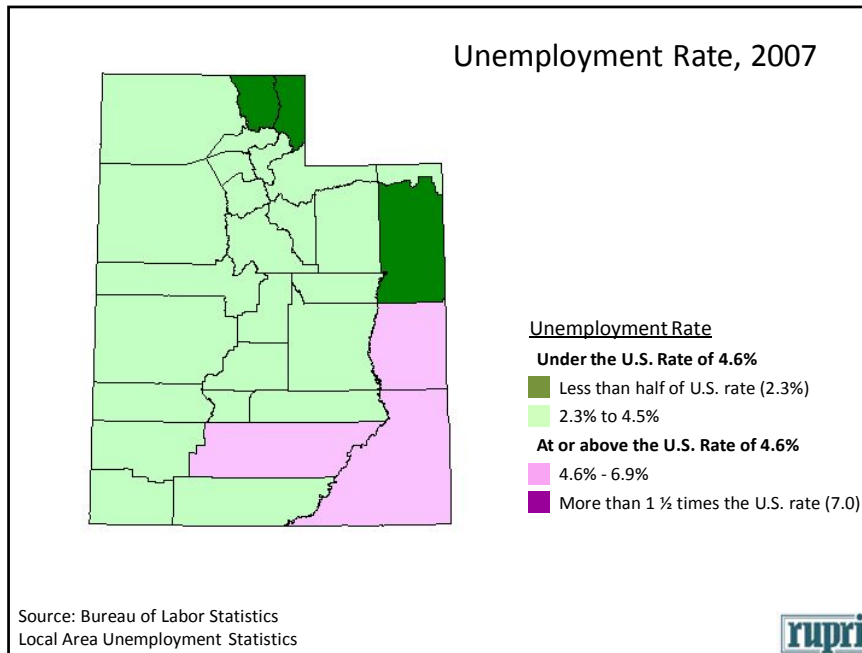 Unemployment Rate, 2007
Unemployment Rate
Under the U.S. Rate of 4.6%
Less than half of U.S. rate (2.3%)
2.3% to 4.5%
At or above the U.S. Rate of 4.6%
4.6% - 6.9%
More than 1 ½ times the U.S. rate (7.0)
Source: Bureau of Labor Statistics
Local Area Unemployment Statistics
rupri